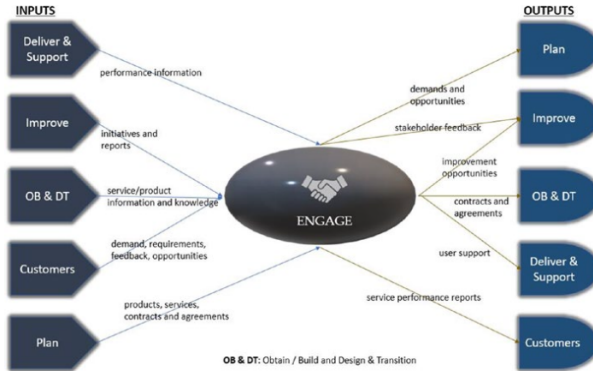 INPUTS
OUTPUTS
Deliver &
Support
performance information
Plan
demands and
opportunities
Improve
initiatives and
reports
stakeholder feedback
Improve
improvement
opportunities
OB & DT
service/product
information and knowledge
ENGAGE
contracts and
agreements
OB & DT
Customers
demand, requirements,
feedback, opportunities
user support
Deliver &
Support
Plan
products, services,
contracts and agreements
service performance reports
Customers
OB & DT: Obtain / Build and Design & Transition